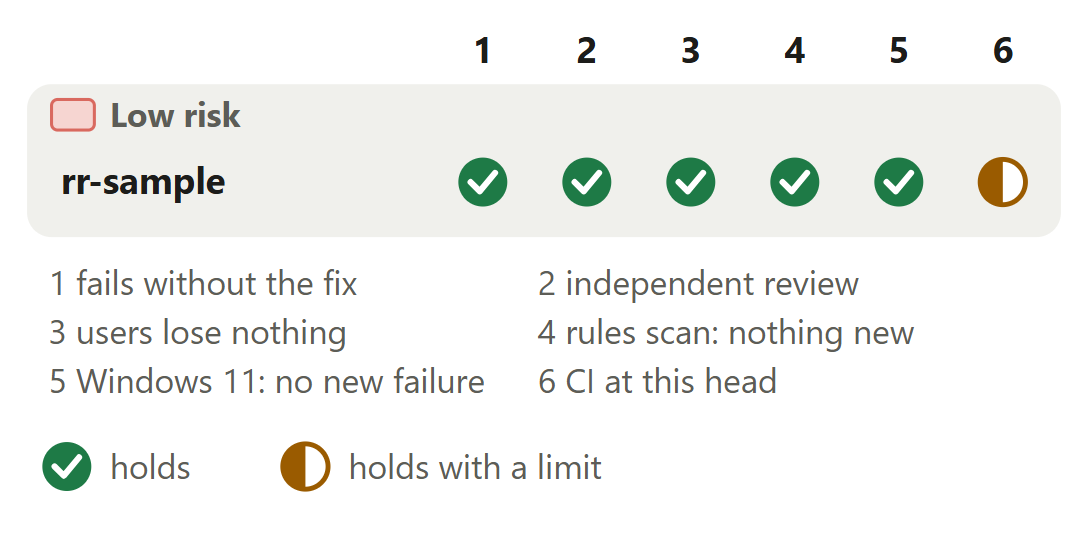 1 2 3 4 5 6
Low risk
rr-sample
1 fails without the fix
2 independent review
3 users lose nothing
4 rules scan: nothing new
5 Windows 11: no new failure
6 CI at this head
holds
holds with a limit